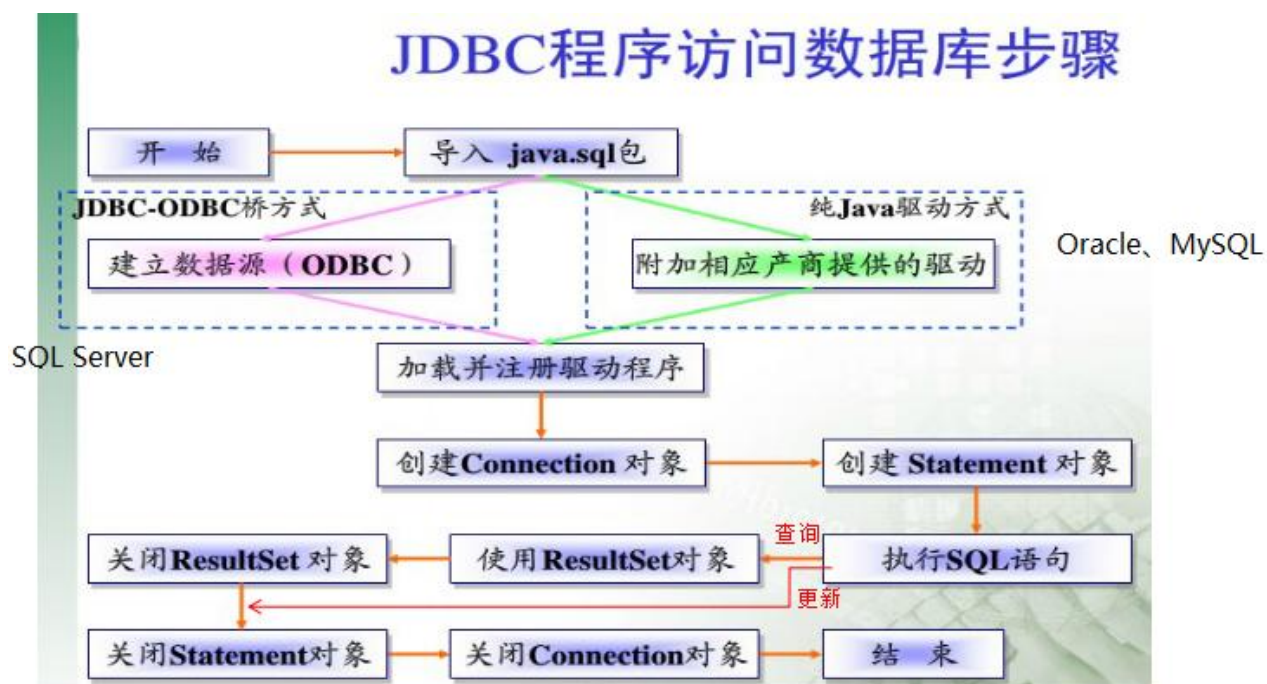 JDBC程序访问数据库步骤
开 始
导入 java.sql包
JDBC-ODBC桥方式
纯Java驱动方式
建立数据源（ODBC）
附加相应产商提供的驱动
Oracle、MySQL
SQL Server
加载并注册驱动程序
创建Connection 对象
创建 Statement 对象
查询
关闭ResultSet 对象
使用ResultSet对象
执行SQL语句
更新
关闭Statement对象
关闭Connection对象
结 束